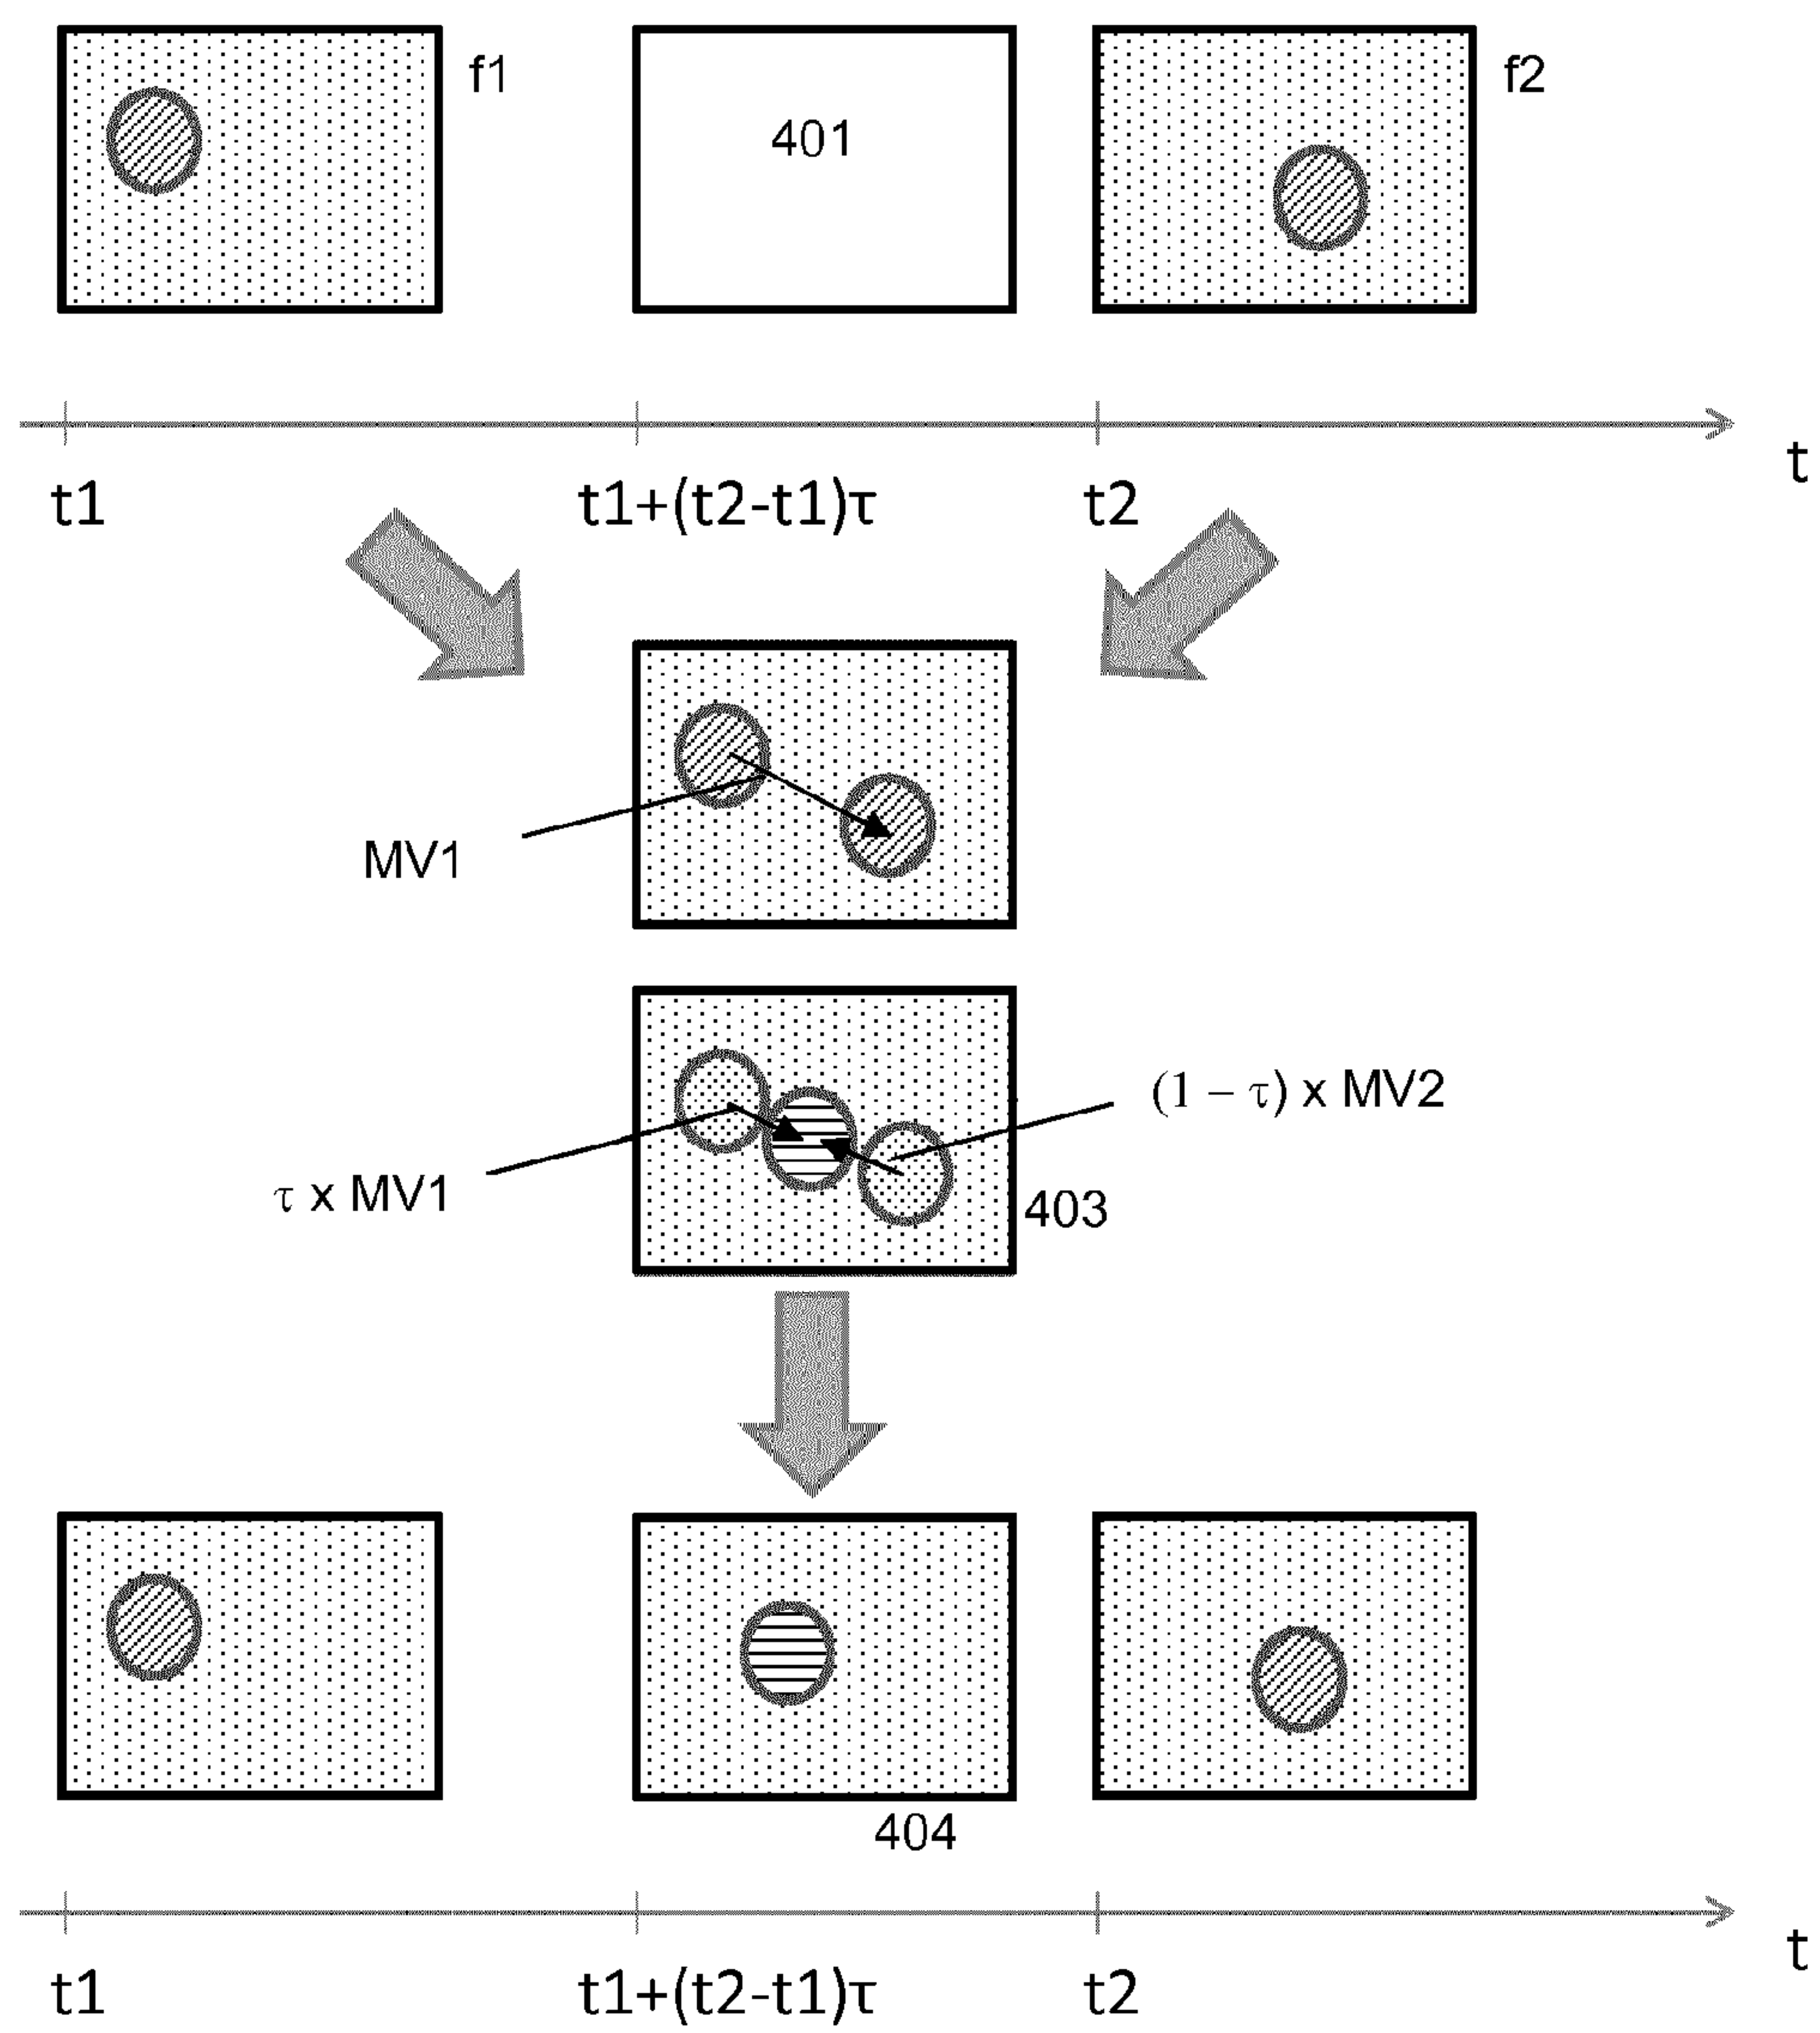 f1
401
f2
t
t1
t1+(t2-t1)τ
t2
MV1
(1 – τ) x MV2
τ x MV1
403
404
t
t1
t1+(t2-t1)τ
t2